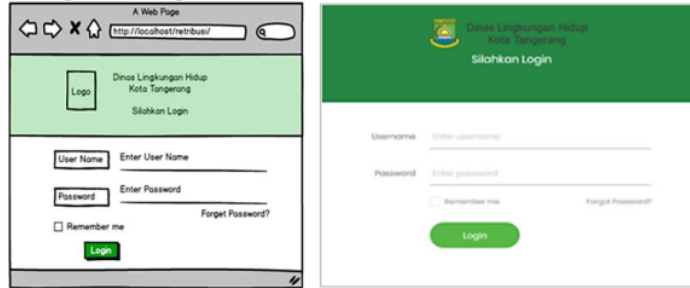 A Web Page
http://localhost/retribusi/
Logo
Dinas Lingkungan Hidup
Kota Tangerang
Silahkan Login
User Name
Enter User Name
Password
Enter Password
Forget Password?
Remember me
Login
Dinas Lingkungan Hidup
Kota Tangerang
Silahkan Login
Username
Enter username
Password
Enter password
Remember me
Forgot Password?
Login